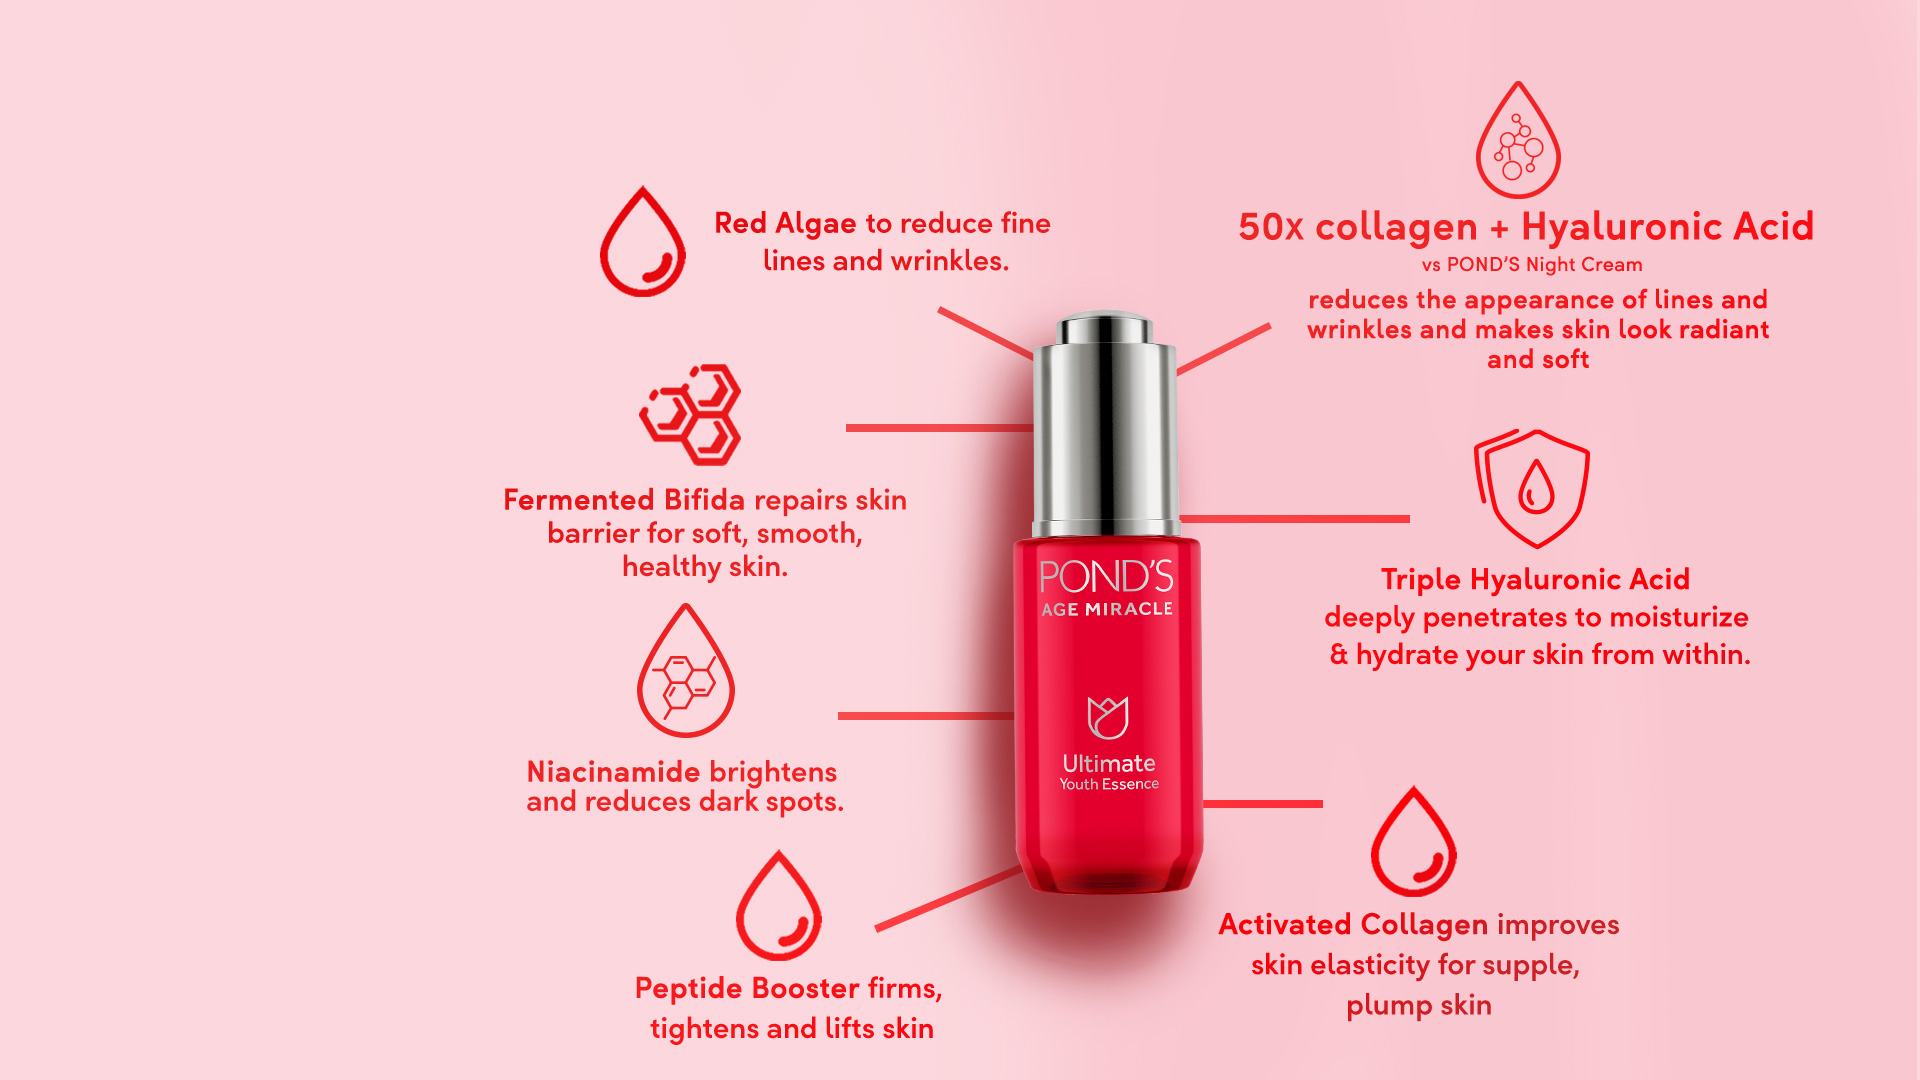 Red Algae to reduce fine
lines and wrinkles.
Fermented Bifida repairs skin
barrier for soft, smooth,
healthy skin.
Niacinamide brightens
and reduces dark spots.
Peptide Booster firms,
tightens and lifts skin
POND'S
AGE MIRACLE
Ultimate
Youth Essence
50x collagen + Hyaluronic Acid
vs POND'S Night Cream
reduces the appearance of lines and
wrinkles and makes skin look radiant
and soft
Triple Hyaluronic Acid
deeply penetrates to moisturize
& hydrate your skin from within.
Activated Collagen improves
skin elasticity for supple,
plump skin